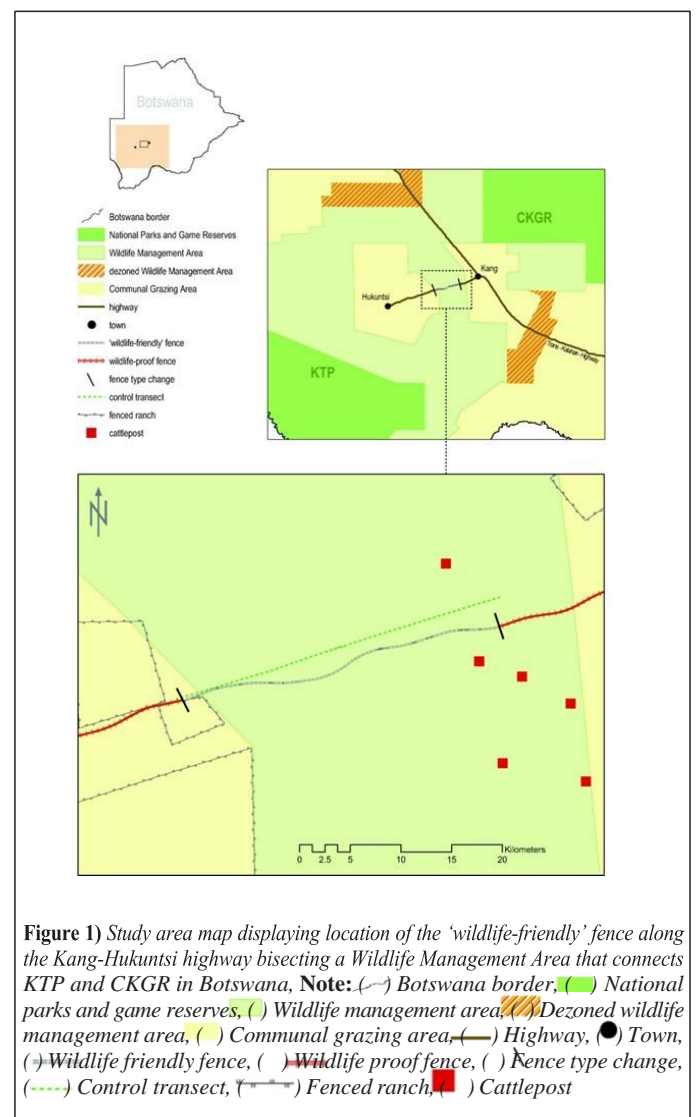 Botswana
Botswana border
National Parks and Game Reserves
Wildlife Management Area
dezoned Wildlife Management Area
Communal Grazing Area
highway
town
'wildlife-friendly' fence
wildlife-proof fence
fence type change
control transect
fenced ranch
cattlepost
CKGR
Kang
Hukuntsi
Trans-Kalahari-Highway
KTP
N
0 2.5 5 10 15 20 Kilometers
Figure 1) Study area map displaying location of the ‘wildlife-friendly’ fence along
the Kang-Hukuntsi highway bisecting a Wildlife Management Area that connects
KTP and CKGR in Botswana, Note: ( ) Botswana border, ( ) National
parks and game reserves, ( ) Wildlife management area, ( ) Dezoned wildlife
management area, ( ) Communal grazing area, ( ) Highway, ( ) Town,
( ) Wildlife friendly fence, ( ) Wildlife proof fence, ( ) Fence type change,
( ) Control transect, ( ) Fenced ranch, ( ) Cattlepost